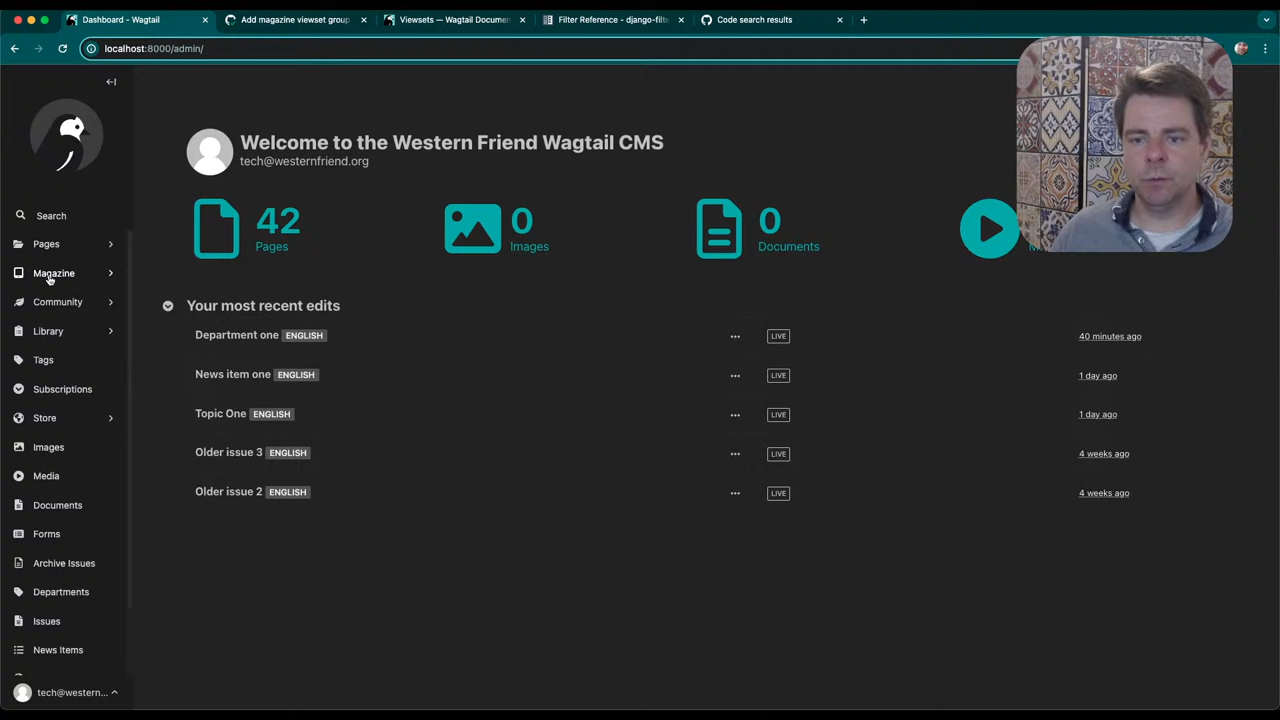 Dashboard - Wagtail
Add magazine viewset group
Viewsets — Wagtail Documen
Filter Reference - django-filte
Code search results
localhost:8000/admin/
Welcome to the Western Friend Wagtail CMS
tech@westernfriend.org
42
Pages
0
Images
0
Documents
Search
Pages
Magazine
Community
Library
Tags
Subscriptions
Store
Images
Media
Documents
Forms
Archive Issues
Departments
Issues
News Items
tech@western...
Your most recent edits
Department one ENGLISH LIVE 40 minutes ago
News item one ENGLISH LIVE 1 day ago
Topic One ENGLISH LIVE 1 day ago
Older issue 3 ENGLISH LIVE 4 weeks ago
Older issue 2 ENGLISH LIVE 4 weeks ago